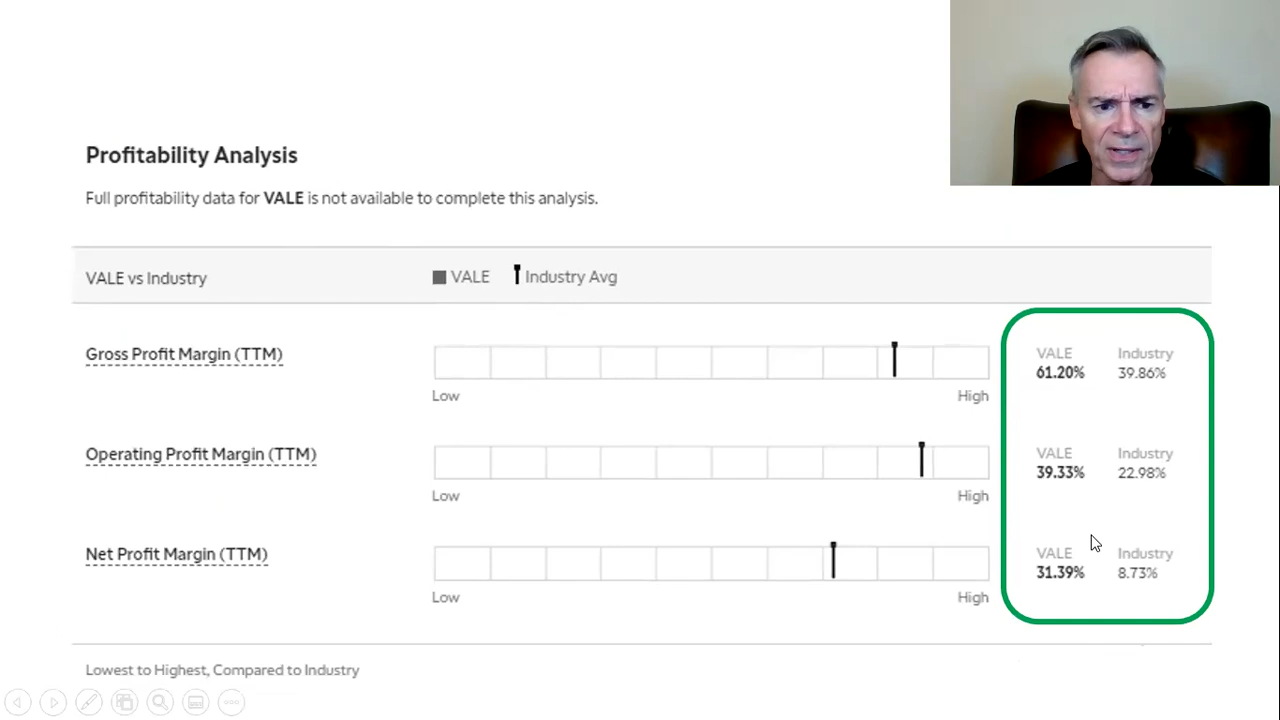 Profitability Analysis
Full profitability data for VALE is not available to complete this analysis.
VALE vs Industry
VALE
Industry Avg
Gross Profit Margin (TTM)
Low
High
VALE
Industry
61.20%
39.86%
Operating Profit Margin (TTM)
Low
High
VALE
Industry
39.33%
22.98%
Net Profit Margin (TTM)
Low
High
VALE
Industry
31.39%
8.73%
Lowest to Highest, Compared to Industry